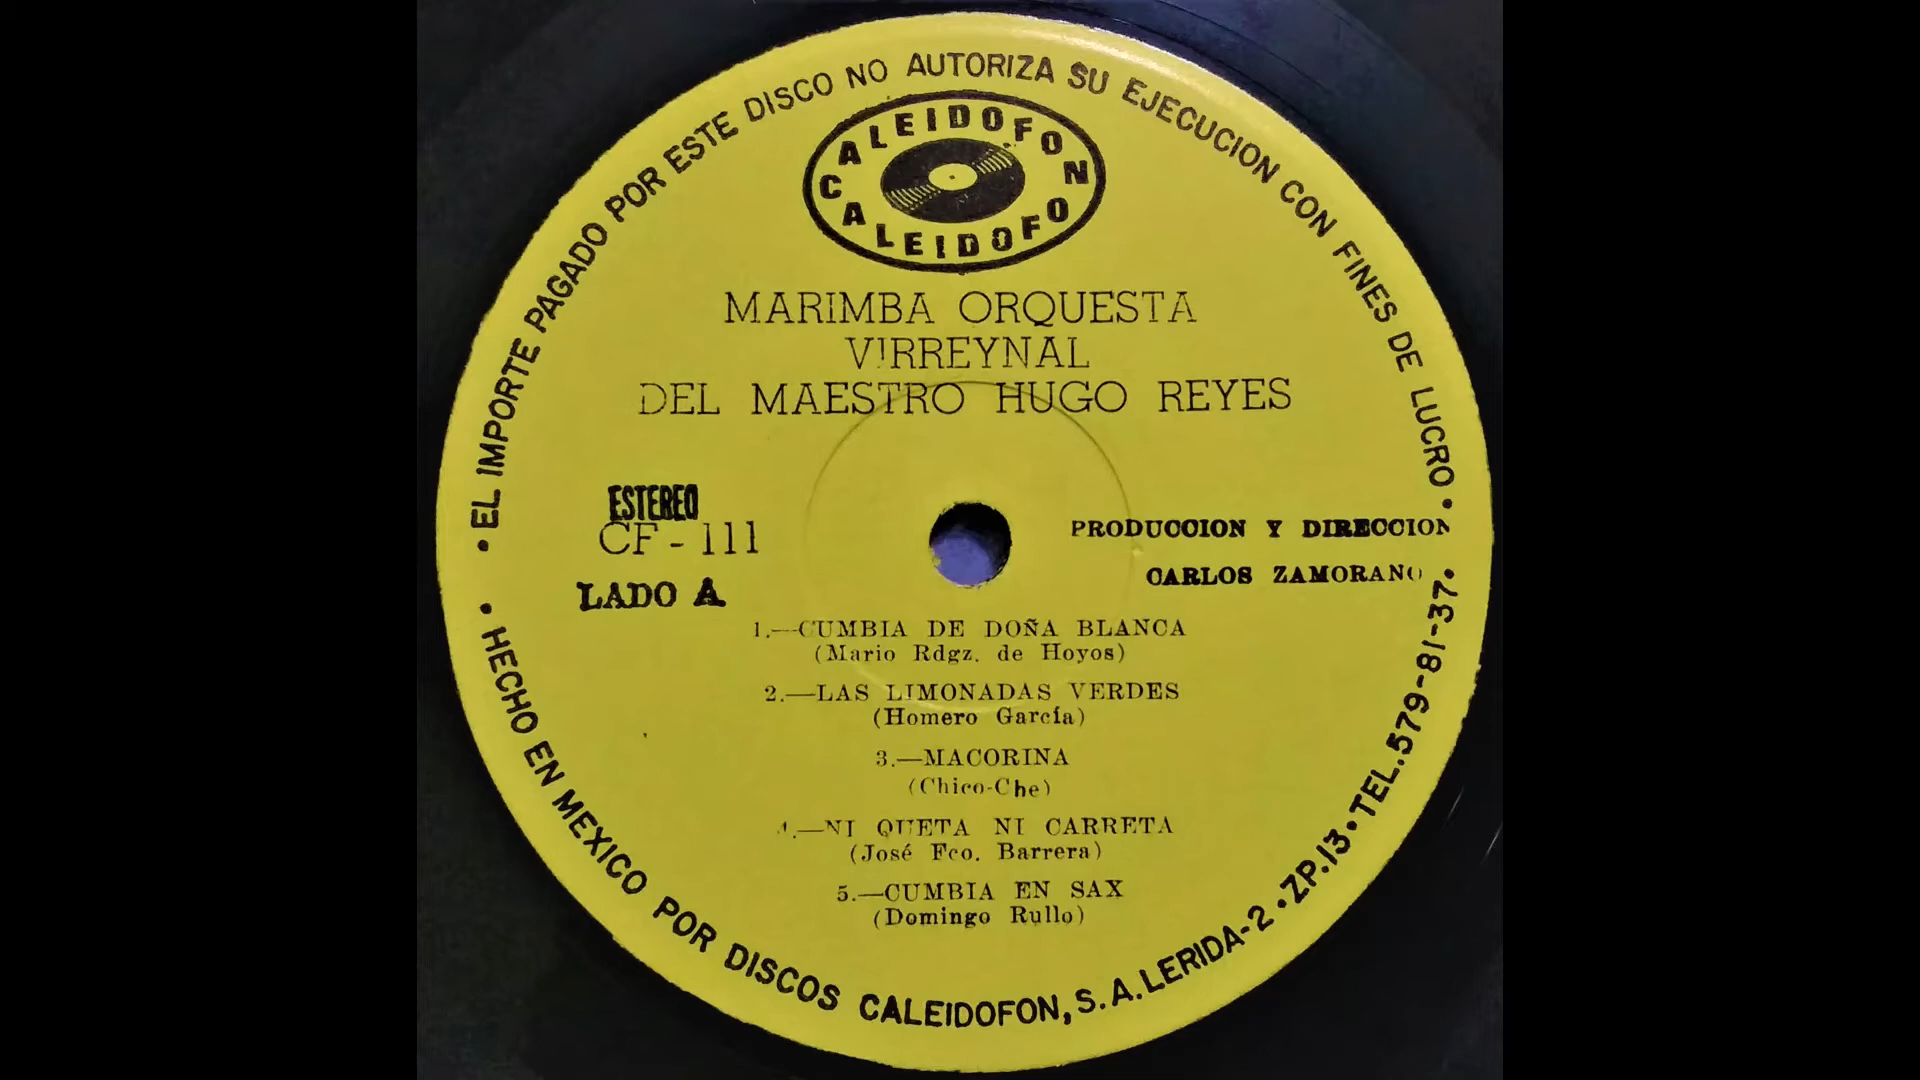 • EL IMPORTE PAGADO POR ESTE DISCO NO AUTORIZA SU EJECUCION CON FINES DE LUCRO •
CALEIDOFON
CALEIDOFON
MARIMBA ORQUESTA
VIRREYNAL
DEL MAESTRO HUGO REYES
ESTEREO
CF - 111
LADO A
PRODUCCION Y DIRECCION
CARLOS ZAMORANO
1.—CUMBIA DE DOÑA BLANCA
(Mario Rdgz. de Hoyos)
2.—LAS LIMONADAS VERDES
(Homero García)
3.—MACORINA
(Chico-Che)
4.—NI QUETA NI CARRETA
(José Fco. Barrera)
5.—CUMBIA EN SAX
(Domingo Rullo)
• HECHO EN MEXICO POR DISCOS CALEIDOFON, S.A. LERIDA-2 • ZP.13 • TEL. 579-81-37 •